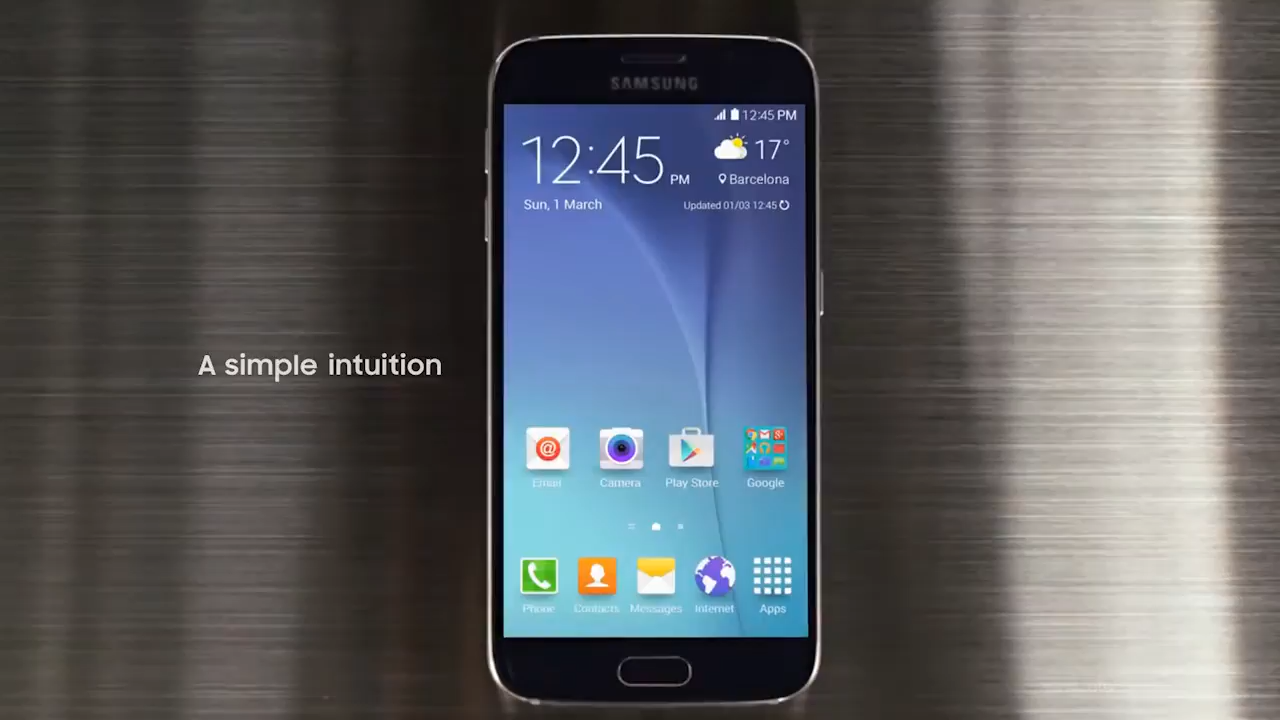 SAMSUNG
12:45 PM
12:45 PM
17°
Barcelona
Sun, 1 March
Updated 01/03 12:45
A simple intuition
Email
Camera
Play Store
Google
Phone
Contacts
Messages
Internet
Apps